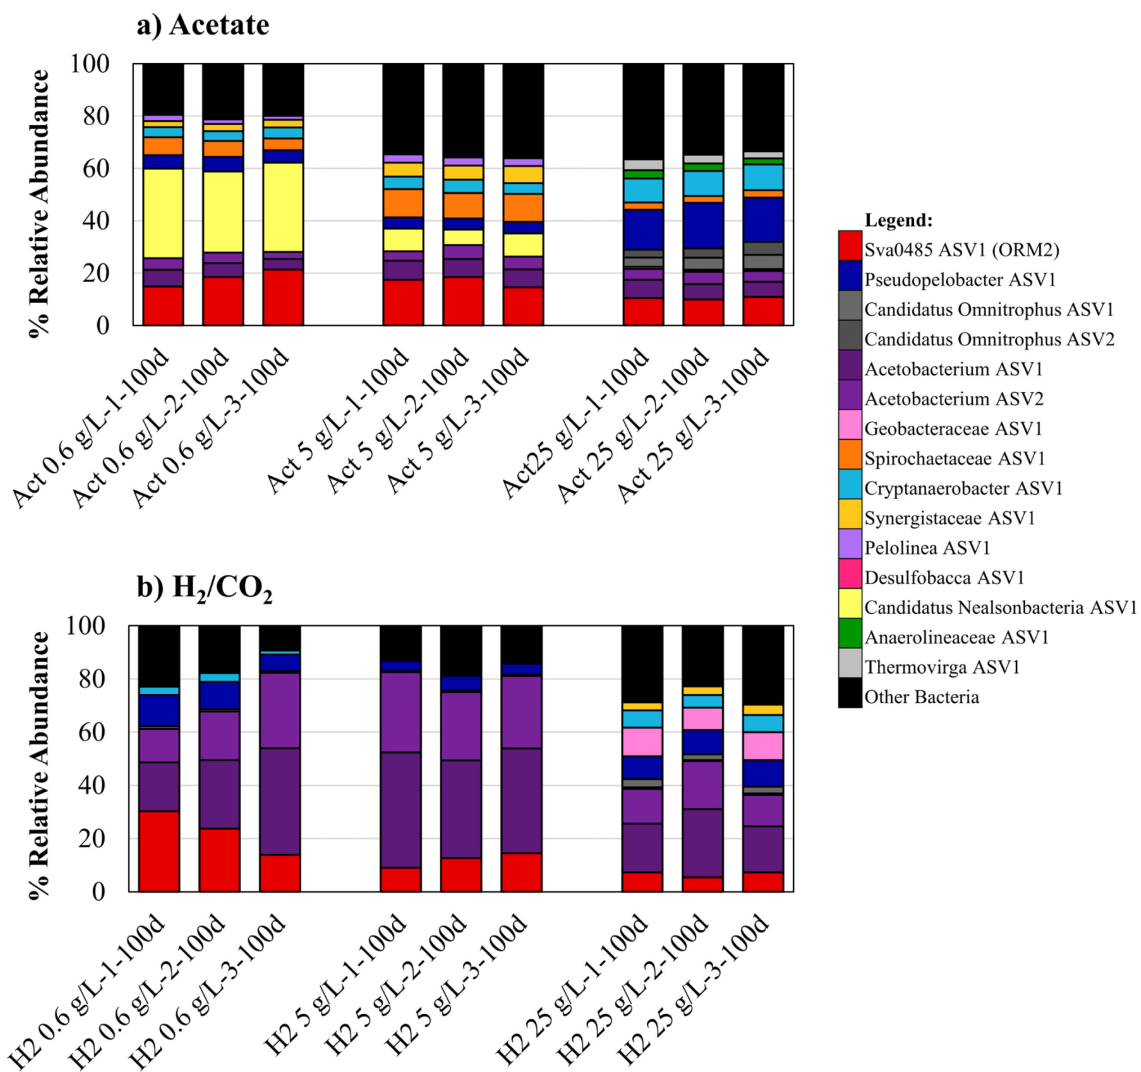 a) Acetate
% Relative Abundance
100
80
60
40
20
0
Act 0.6 g/L-1-100d
Act 0.6 g/L-2-100d
Act 0.6 g/L-3-100d
Act 5 g/L-1-100d
Act 5 g/L-2-100d
Act 5 g/L-3-100d
Act25 g/L-1-100d
Act 25 g/L-2-100d
Act 25 g/L-3-100d
Legend:
Sva0485 ASV1 (ORM2)
Pseudopelobacter ASV1
Candidatus Omnitrophus ASV1
Candidatus Omnitrophus ASV2
Acetobacterium ASV1
Acetobacterium ASV2
Geobacteraceae ASV1
Spirochaetaceae ASV1
Cryptanaerobacter ASV1
Synergistaceae ASV1
Pelolinea ASV1
Desulfobacca ASV1
Candidatus Nealsonbacteria ASV1
Anaerolineaceae ASV1
Thermovirga ASV1
Other Bacteria
b) H₂/CO₂
% Relative Abundance
100
80
60
40
20
0
H2 0.6 g/L-1-100d
H2 0.6 g/L-2-100d
H2 0.6 g/L-3-100d
H2 5 g/L-1-100d
H2 5 g/L-2-100d
H2 5 g/L-3-100d
H2 25 g/L-1-100d
H2 25 g/L-2-100d
H2 25 g/L-3-100d